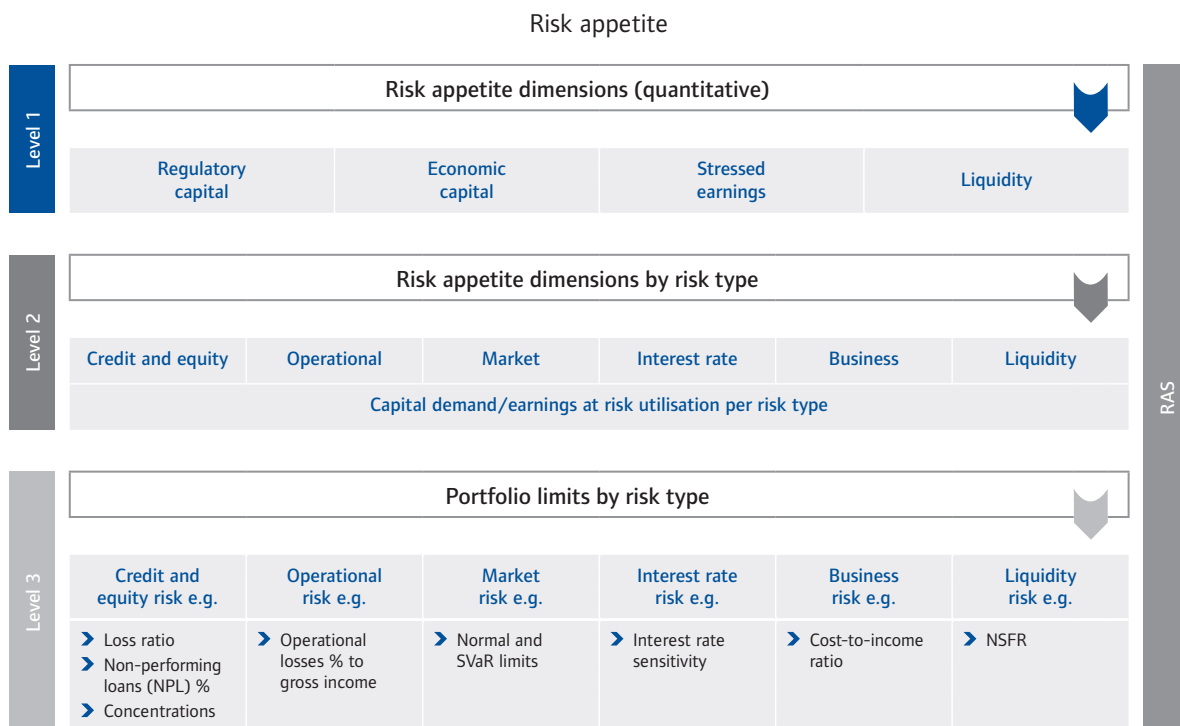 Risk appetite
Level 1
Risk appetite dimensions (quantitative)
Regulatory
capital
Economic
capital
Stressed
earnings
Liquidity
Level 2
Risk appetite dimensions by risk type
Credit and equity
Operational
Market
Interest rate
Business
Liquidity
Capital demand/earnings at risk utilisation per risk type
Level 3
Portfolio limits by risk type
Credit and
equity risk e.g.
Operational
risk e.g.
Market
risk e.g.
Interest rate
risk e.g.
Business
risk e.g.
Liquidity
risk e.g.
Loss ratio
Non-performing
loans (NPL) %
Concentrations
Operational
losses % to
gross income
Normal and
SVaR limits
Interest rate
sensitivity
Cost-to-income
ratio
NSFR
RAS